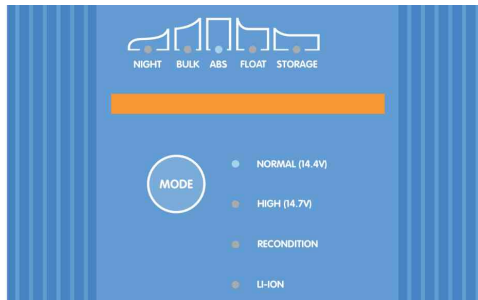 NIGHT BULK ABS FLOAT STORAGE
MODE
NORMAL (14.4V)
HIGH (14.7V)
RECONDITION
LI-ION